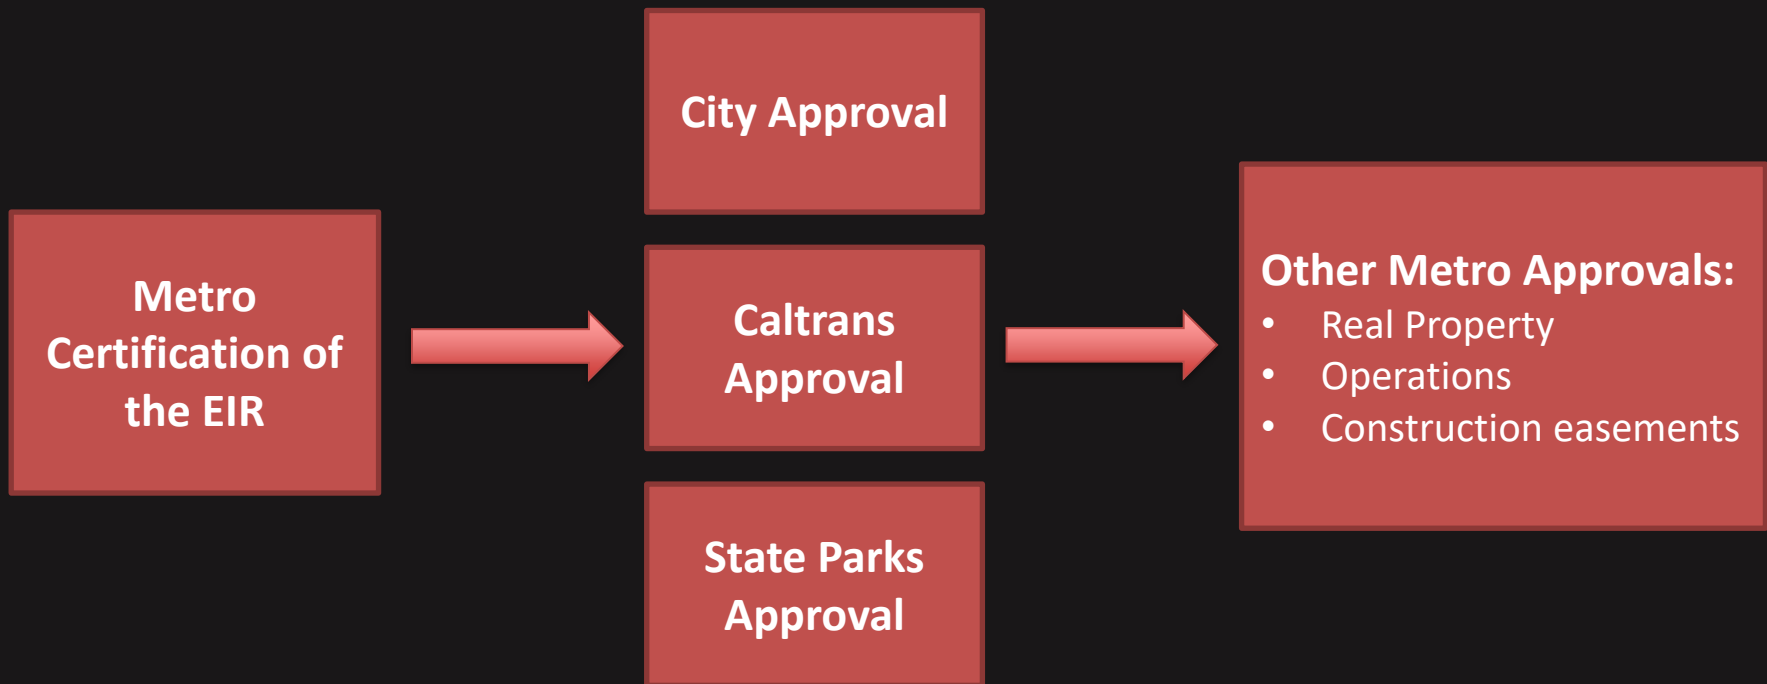 Metro
Certification of
the EIR
City Approval
Caltrans
Approval
State Parks
Approval
Other Metro Approvals:
• Real Property
• Operations
• Construction easements